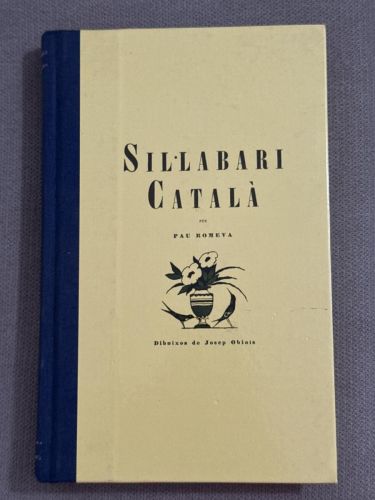 SIL·LABARI
CATALÀ
PER
PAU ROMEVA
Dibuixos de Josep Obiols